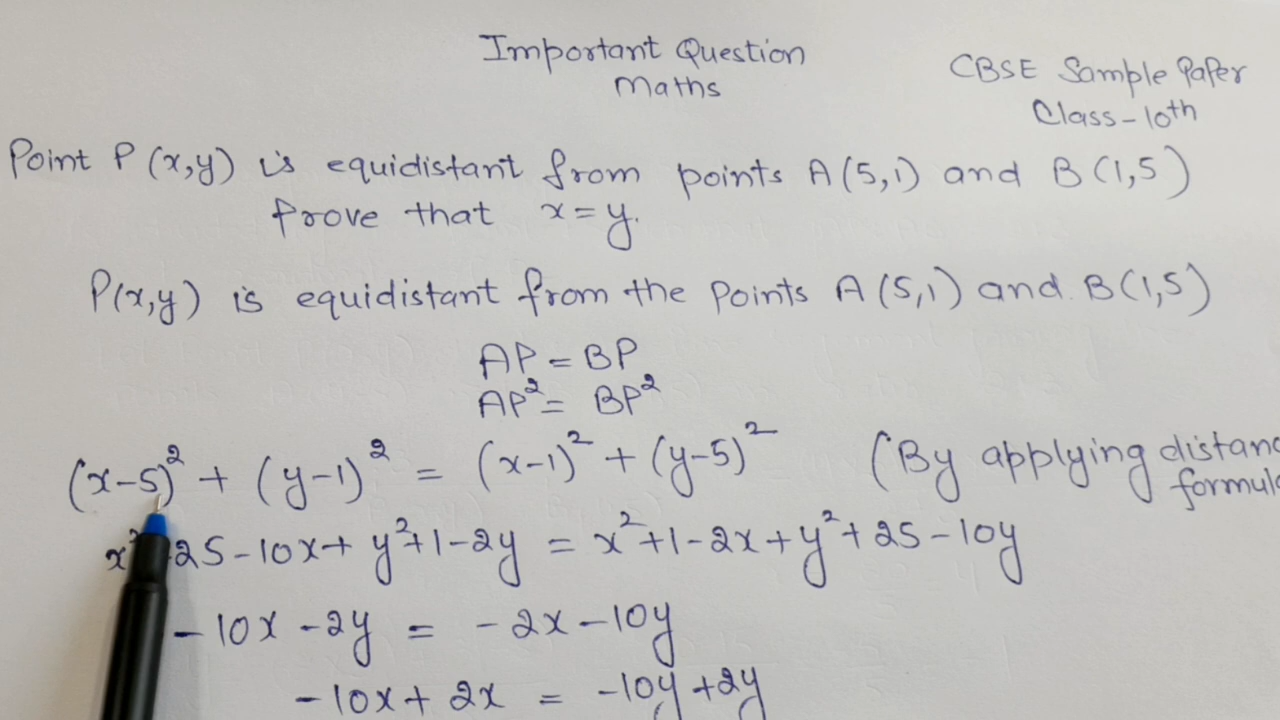 Important Question
Maths
CBSE Sample Paper
Class-10th
Point P(x,y) is equidistant from points A(5,1) and B(1,5)
Prove that x=y.
P(x,y) is equidistant from the Points A(5,1) and B(1,5)
AP = BP
AP² = BP²
(x-5)² + (y-1)² = (x-1)² + (y-5)² (By applying distanc
formula
x² 25-10x+ y²+1-2y = x²+1-2x+y²+25-10y
-10x-2y = -2x-10y
-10x+2x = -10y+2y